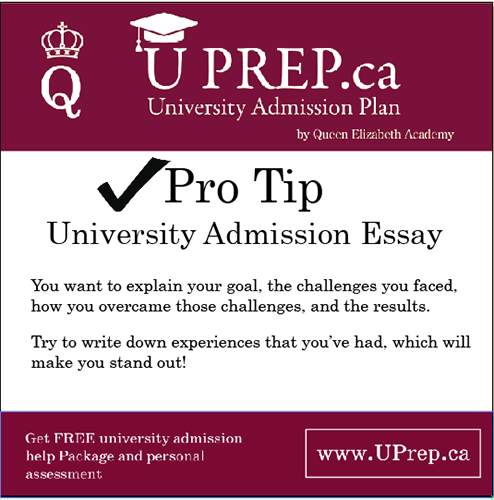 Q
U PREP.ca
University Admission Plan
by Queen Elizabeth Academy
Pro Tip
University Admission Essay
You want to explain your goal, the challenges you faced,
how you overcame those challenges, and the results.
Try to write down experiences that you've had, which will
make you stand out!
Get FREE university admission
help Package and personal
assessment
www.UPrep.ca